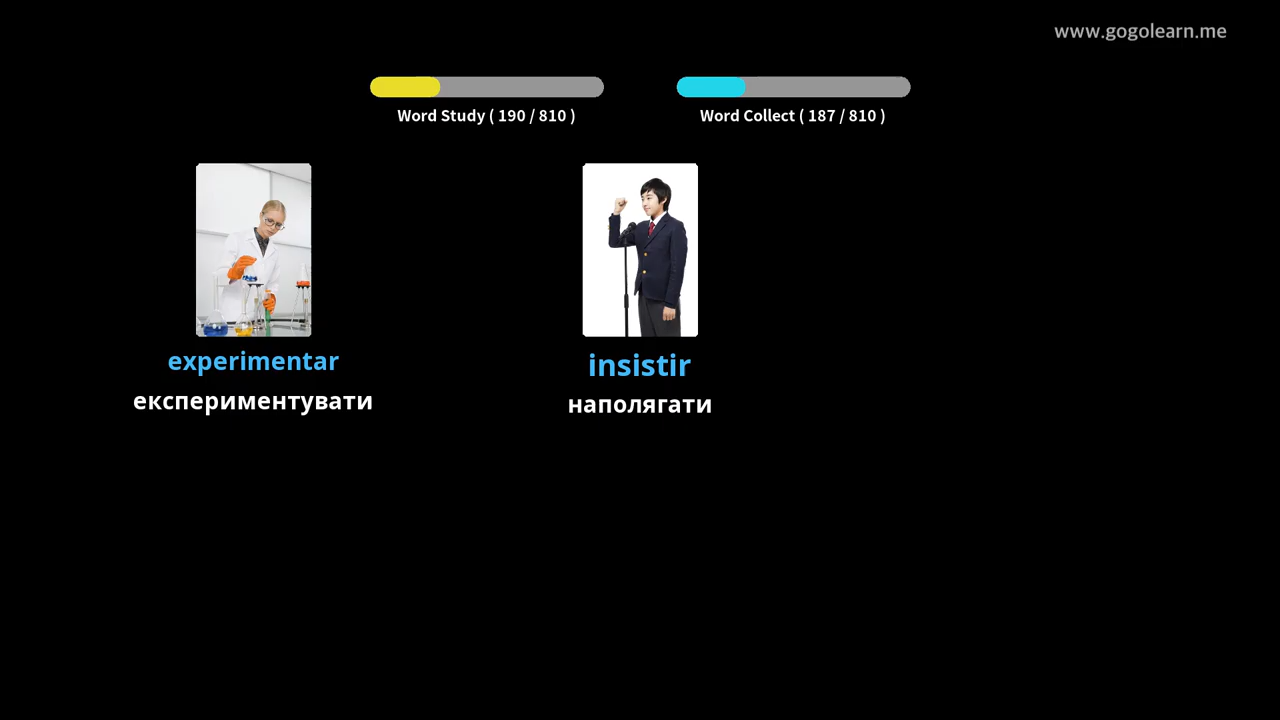 www.gogolearn.me
Word Study ( 190 / 810 )
Word Collect ( 187 / 810 )
experimentar
експериментувати
insistir
наполягати